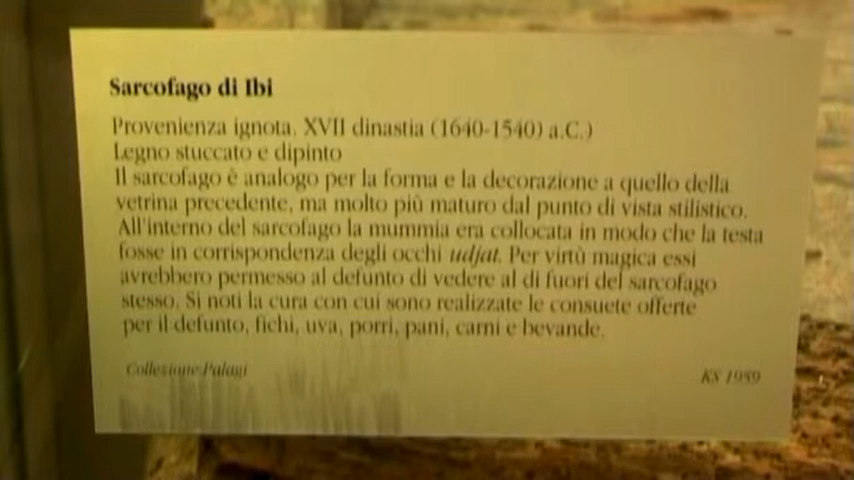 Sarcofago di Ibi
Provenienza ignota, XVII dinastia (1640-1540) a.C.)
Legno stuccato e dipinto
Il sarcofago è analogo per la forma e la decorazione a quello della
vetrina precedente, ma molto più maturo dal punto di vista stilistico.
All'interno del sarcofago la mummia era collocata in modo che la testa
fosse in corrispondenza degli occhi udjat. Per virtù magica essi
avrebbero permesso al defunto di vedere al di fuori del sarcofago
stesso. Si noti la cura con cui sono realizzate le consuete offerte
per il defunto, fichi, uva, porri, pani, carni e bevande.
Collezione Palagi
KS 1959